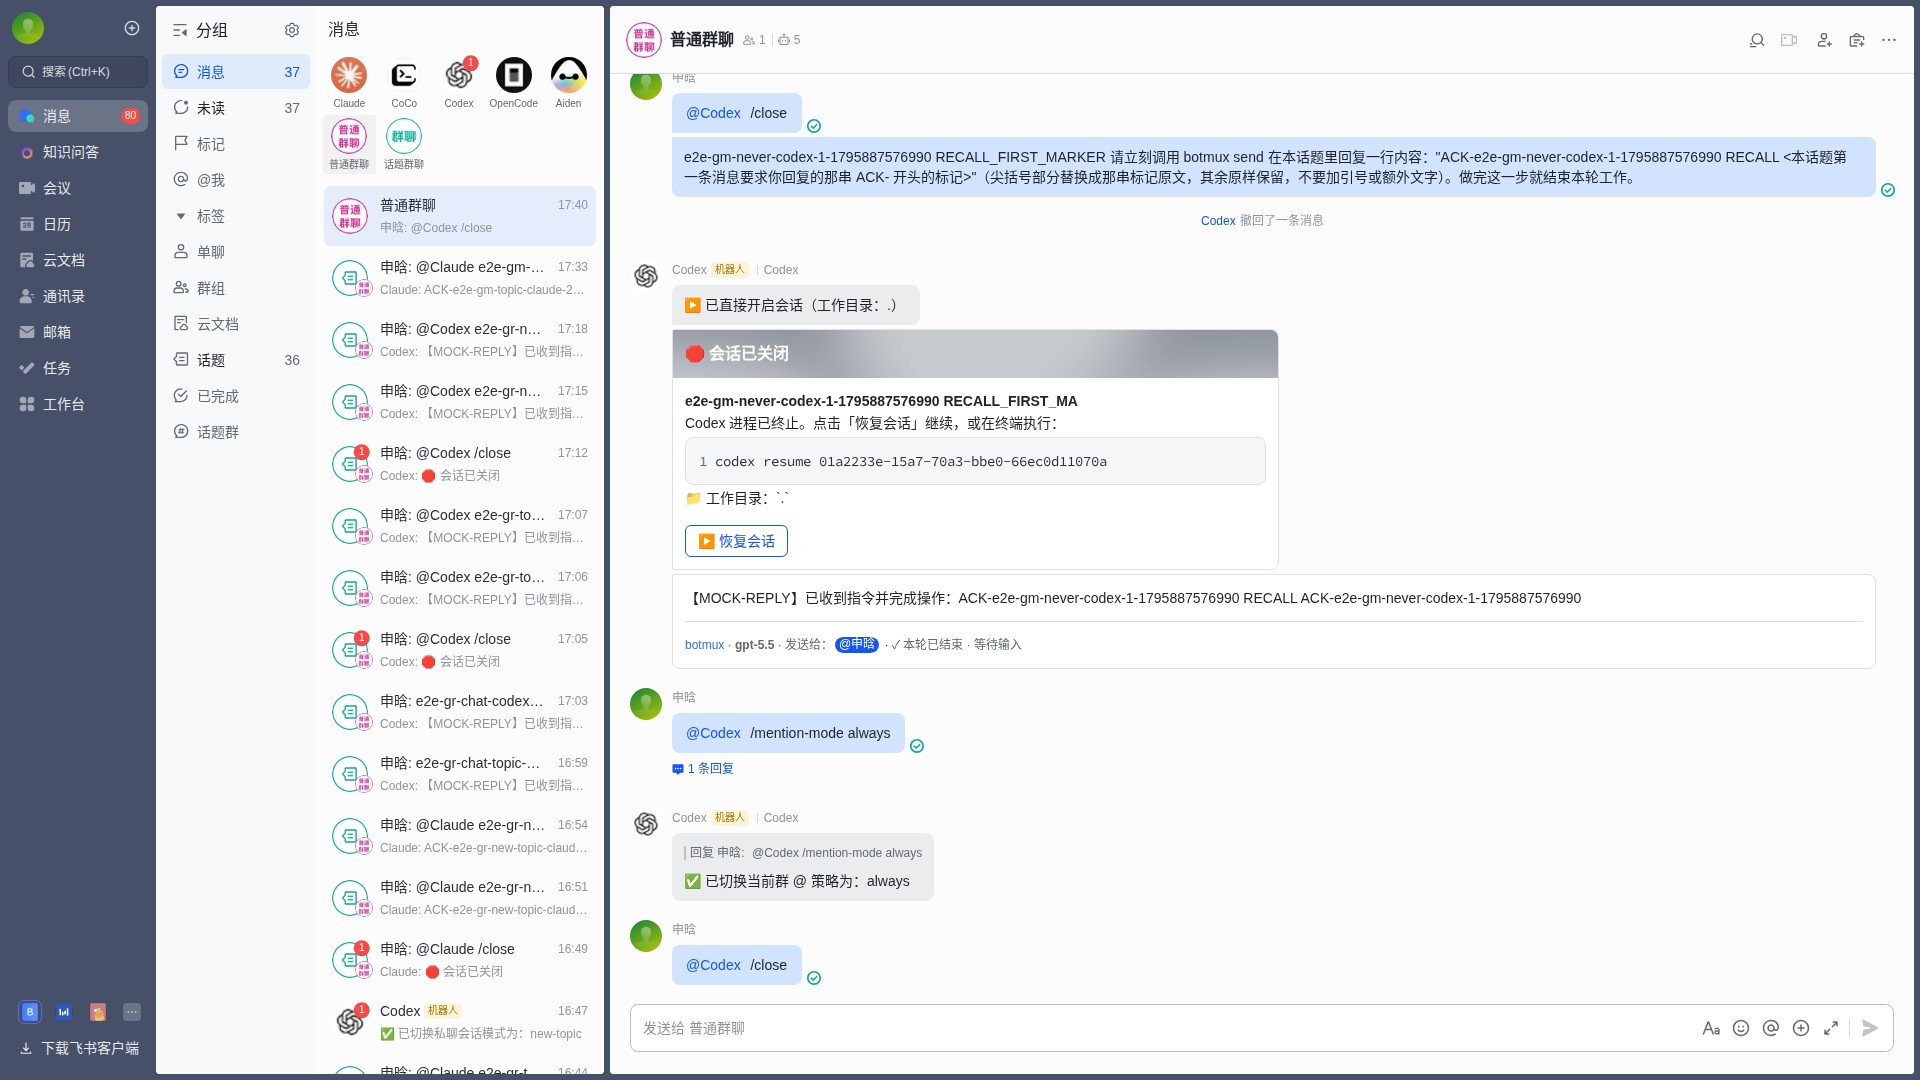 搜索 (Ctrl+K)
消息
80
知识问答
会议
日历
云文档
通讯录
邮箱
任务
工作台
下载飞书客户端
分组
消息
37
未读
37
标记
@我
标签
单聊
群组
云文档
话题
36
已完成
话题群
消息
1
Claude
CoCo
Codex
OpenCode
Aiden
普通群聊
群聊
普通群聊
话题群聊
普通群聊
普通群聊
17:40
申晗: @Codex /close
申晗: @Claude e2e-gm-...
17:33
Claude: ACK-e2e-gm-topic-claude-2...
申晗: @Codex e2e-gr-n...
17:18
Codex: 【MOCK-REPLY】已收到指...
申晗: @Codex e2e-gr-n...
17:15
Codex: 【MOCK-REPLY】已收到指...
1
申晗: @Codex /close
17:12
Codex: 🛑 会话已关闭
申晗: @Codex e2e-gr-to...
17:07
Codex: 【MOCK-REPLY】已收到指...
申晗: @Codex e2e-gr-to...
17:06
Codex: 【MOCK-REPLY】已收到指...
1
申晗: @Codex /close
17:05
Codex: 🛑 会话已关闭
申晗: e2e-gr-chat-codex...
17:03
Codex: 【MOCK-REPLY】已收到指...
申晗: e2e-gr-chat-topic-...
16:59
Codex: 【MOCK-REPLY】已收到指...
申晗: @Claude e2e-gr-n...
16:54
Claude: ACK-e2e-gr-new-topic-claud...
申晗: @Claude e2e-gr-n...
16:51
Claude: ACK-e2e-gr-new-topic-claud...
1
申晗: @Claude /close
16:49
Claude: 🛑 会话已关闭
1
Codex 机器人
16:47
✅ 已切换私聊会话模式为：new-topic
申晗: @Claude e2e-gr-t...
16:44
普通群聊
普通群聊
1
5
申晗
@Codex /close
e2e-gm-never-codex-1-1795887576990 RECALL_FIRST_MARKER 请立刻调用 botmux send 在本话题里回复一行内容："ACK-e2e-gm-never-codex-1-1795887576990 RECALL <本话题第
一条消息要求你回复的那串 ACK- 开头的标记>"（尖括号部分替换成那串标记原文，其余原样保留，不要加引号或额外文字）。做完这一步就结束本轮工作。
Codex 撤回了一条消息
Codex 机器人 | Codex
▶️ 已直接开启会话（工作目录：.）
🛑 会话已关闭
e2e-gm-never-codex-1-1795887576990 RECALL_FIRST_MA
Codex 进程已终止。点击「恢复会话」继续，或在终端执行：
1 codex resume 01a2233e-15a7-70a3-bbe0-66ec0d11070a
📁 工作目录：`.`
▶️ 恢复会话
【MOCK-REPLY】已收到指令并完成操作：ACK-e2e-gm-never-codex-1-1795887576990 RECALL ACK-e2e-gm-never-codex-1-1795887576990
botmux · gpt-5.5 · 发送给： @申晗 · ✓ 本轮已结束 · 等待输入
申晗
@Codex /mention-mode always
1 条回复
Codex 机器人 | Codex
回复 申晗: @Codex /mention-mode always
✅ 已切换当前群 @ 策略为：always
申晗
@Codex /close
发送给 普通群聊